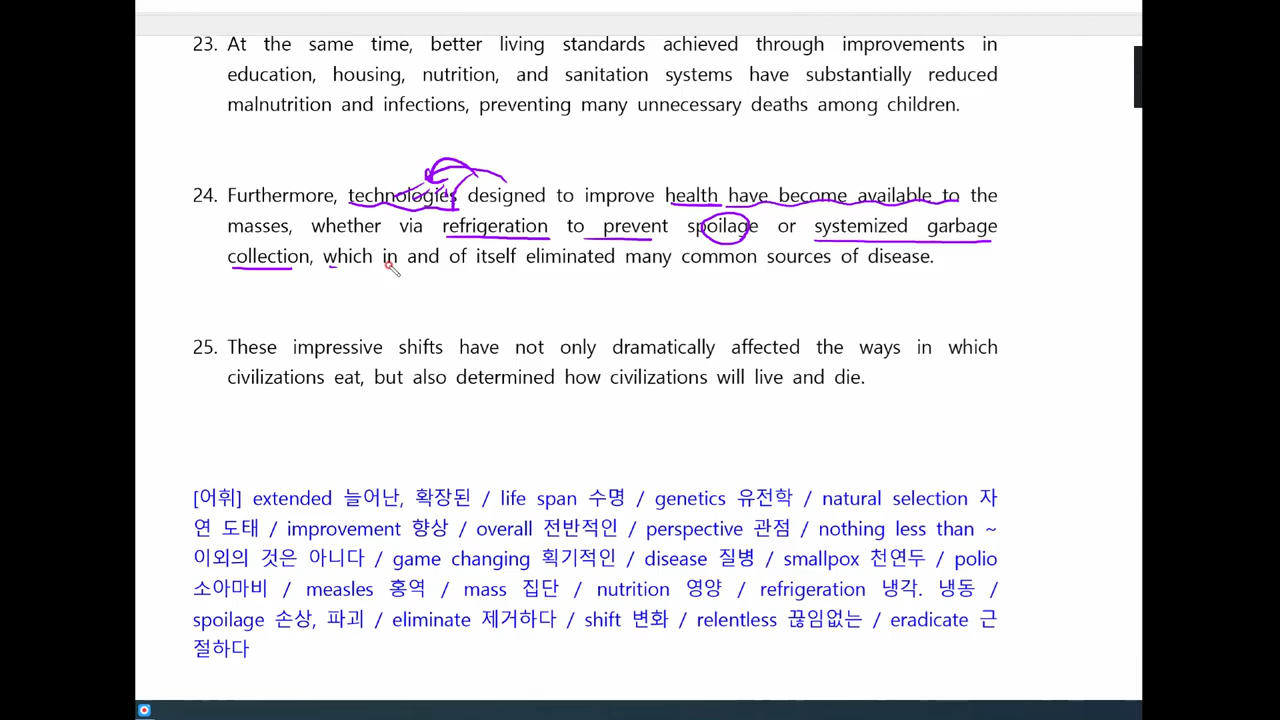 23. At the same time, better living standards achieved through improvements in
education, housing, nutrition, and sanitation systems have substantially reduced
malnutrition and infections, preventing many unnecessary deaths among children.
24. Furthermore, technologies designed to improve health have become available to the
masses, whether via refrigeration to prevent spoilage or systemized garbage
collection, which in and of itself eliminated many common sources of disease.
25. These impressive shifts have not only dramatically affected the ways in which
civilizations eat, but also determined how civilizations will live and die.
[어휘] extended 늘어난, 확장된 / life span 수명 / genetics 유전학 / natural selection 자
연 도태 / improvement 향상 / overall 전반적인 / perspective 관점 / nothing less than ~
이외의 것은 아니다 / game changing 획기적인 / disease 질병 / smallpox 천연두 / polio
소아마비 / measles 홍역 / mass 집단 / nutrition 영양 / refrigeration 냉각. 냉동 /
spoilage 손상, 파괴 / eliminate 제거하다 / shift 변화 / relentless 끊임없는 / eradicate 근
절하다